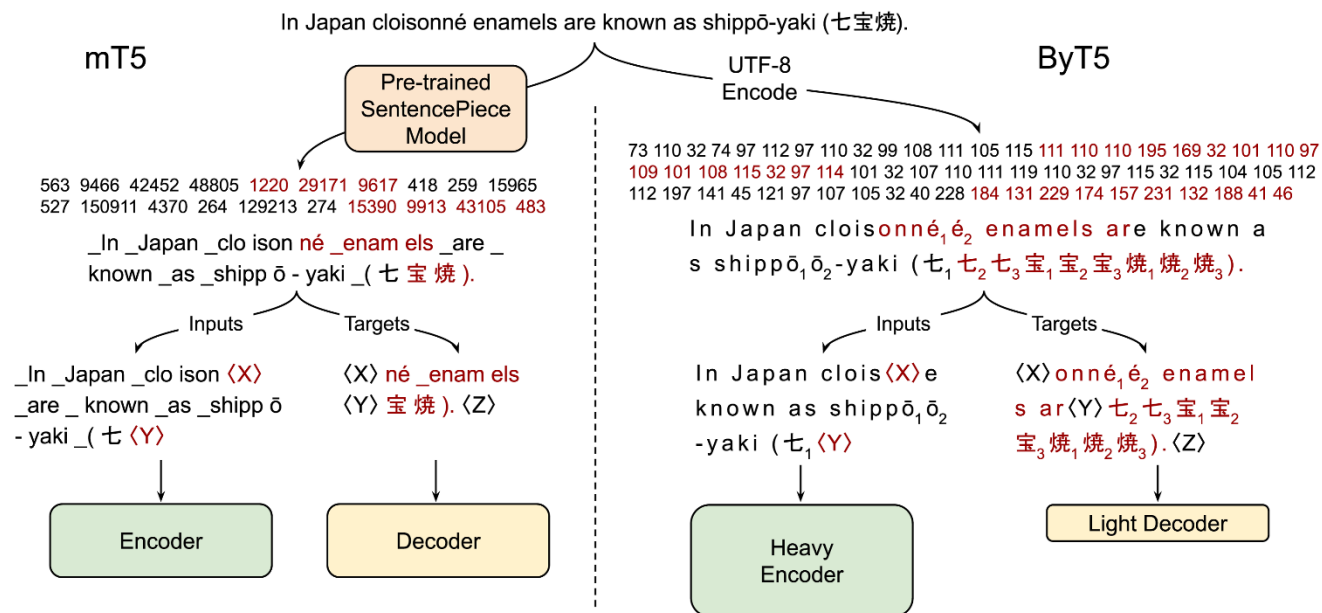 In Japan cloisonné enamels are known as shippō-yaki (七宝焼).
mT5
Pre-trained
SentencePiece
Model
563 9466 42452 48805 1220 29171 9617 418 259 15965
527 150911 4370 264 129213 274 15390 9913 43105 483
_In _Japan _clo ison né _enam els _are _
known _as _shipp ō - yaki _( 七 宝 焼 ).
Inputs
Targets
_In _Japan _clo ison 〈X〉
_are _ known _as _shipp ō
- yaki _( 七 〈Y〉
〈X〉 né _enam els
〈Y〉 宝 焼 ). 〈Z〉
Encoder
Decoder
ByT5
UTF-8
Encode
73 110 32 74 97 112 97 110 32 99 108 111 105 115 111 110 110 195 169 32 101 110 97
109 101 108 115 32 97 114 101 32 107 110 111 119 110 32 97 115 32 115 104 105 112
112 197 141 45 121 97 107 105 32 40 228 184 131 229 174 157 231 132 188 41 46
In Japan cloisonné₁é₂ enamels are known a
s shippō₁ō₂-yaki (七₁七₂七₃宝₁宝₂宝₃焼₁焼₂焼₃).
Inputs
Targets
In Japan clois〈X〉e
known as shippō₁ō₂
-yaki (七₁〈Y〉
〈X〉onné₁é₂ enamel
s ar〈Y〉七₂七₃宝₁宝₂
宝₃焼₁焼₂焼₃).〈Z〉
Heavy
Encoder
Light Decoder